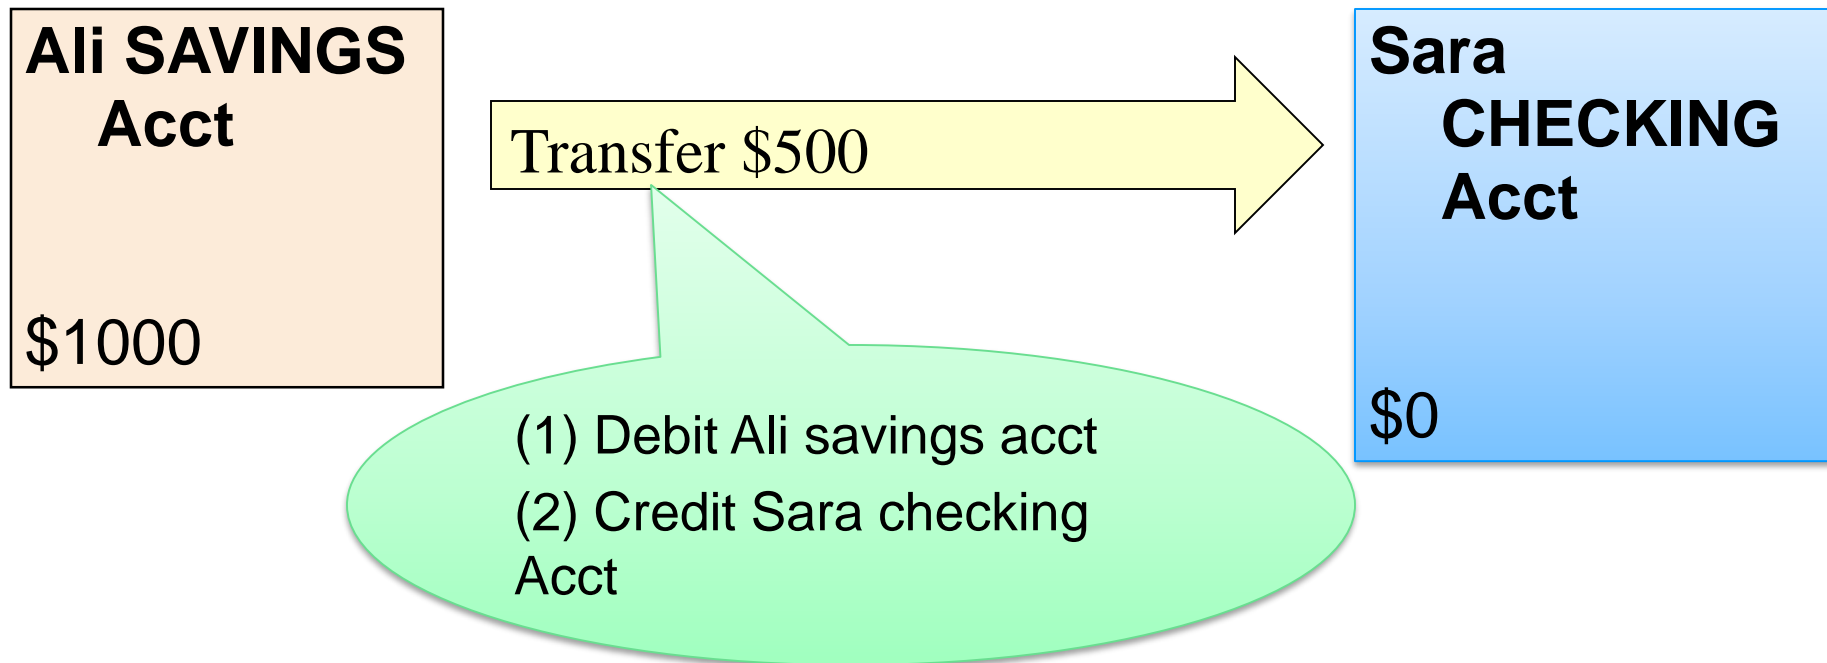 Ali SAVINGS
Acct
$1000
Transfer $500
(1) Debit Ali savings acct
(2) Credit Sara checking
Acct
Sara
CHECKING
Acct
$0